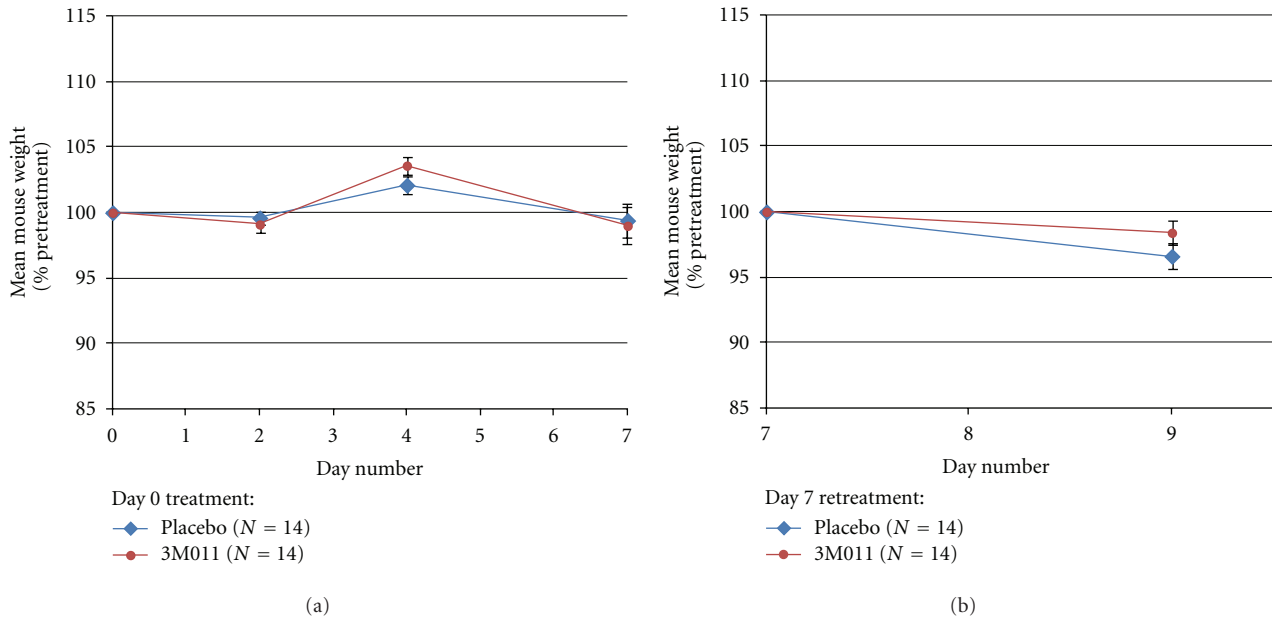 115
110
105
100
95
90
85
Mean mouse weight
(% pretreatment)
0 1 2 3 4 5 6 7
Day number
Day 0 treatment:
Placebo (N = 14)
3M011 (N = 14)
(a)
115
110
105
100
95
90
85
Mean mouse weight
(% pretreatment)
7 8 9
Day number
Day 7 retreatment:
Placebo (N = 14)
3M011 (N = 14)
(b)